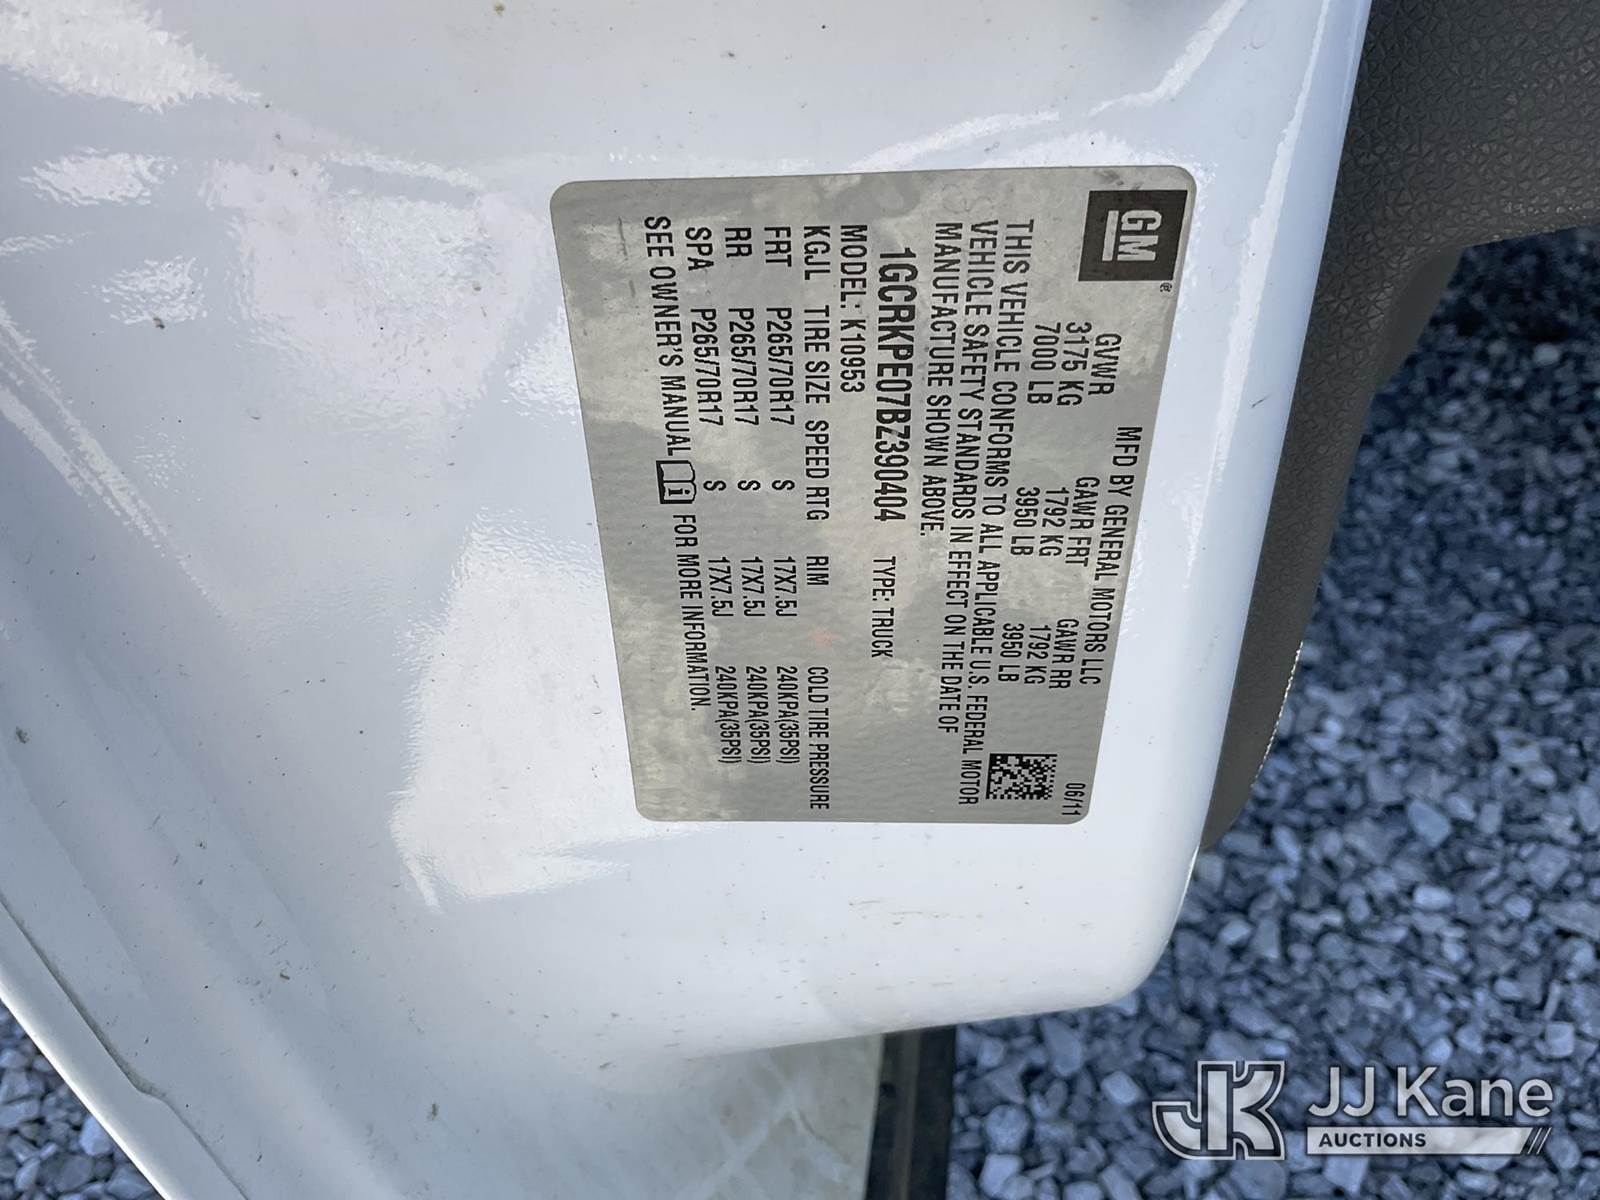 GM
MFD BY GENERAL MOTORS LLC 06/11
GVWR GAWR FRT GAWR RR
3175 KG 1792 KG 1792 KG
7000 LB 3950 LB 3950 LB
THIS VEHICLE CONFORMS TO ALL APPLICABLE U.S. FEDERAL MOTOR
VEHICLE SAFETY STANDARDS IN EFFECT ON THE DATE OF
MANUFACTURE SHOWN ABOVE.
1GCRKPE07BZ390404 TYPE: TRUCK
MODEL: K10953
KGJL TIRE SIZE SPEED RTG RIM COLD TIRE PRESSURE
FRT P265/70R17 S 17X7.5J 240KPA(35PSI)
RR P265/70R17 S 17X7.5J 240KPA(35PSI)
SPA P265/70R17 S 17X7.5J 240KPA(35PSI)
SEE OWNER'S MANUAL FOR MORE INFORMATION.
JK JJ Kane
AUCTIONS